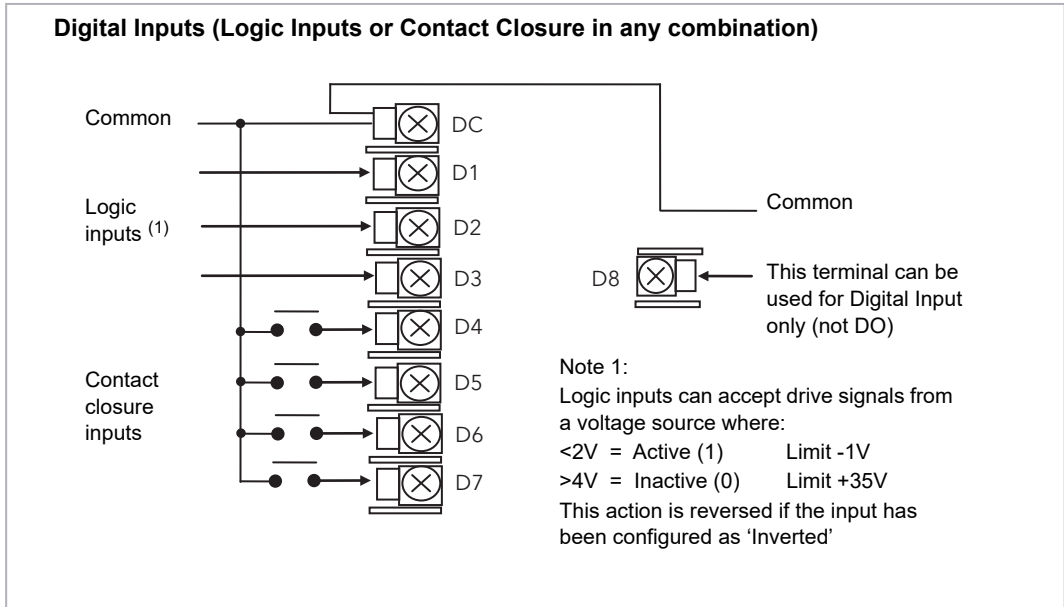 Digital Inputs (Logic Inputs or Contact Closure in any combination)
Common
DC
D1
Logic
inputs (1)
D2
D3
D4
Contact
closure
inputs
D5
D6
D7
Common
D8
This terminal can be
used for Digital Input
only (not DO)
Note 1:
Logic inputs can accept drive signals from
a voltage source where:
<2V = Active (1) Limit -1V
>4V = Inactive (0) Limit +35V
This action is reversed if the input has
been configured as ‘Inverted’